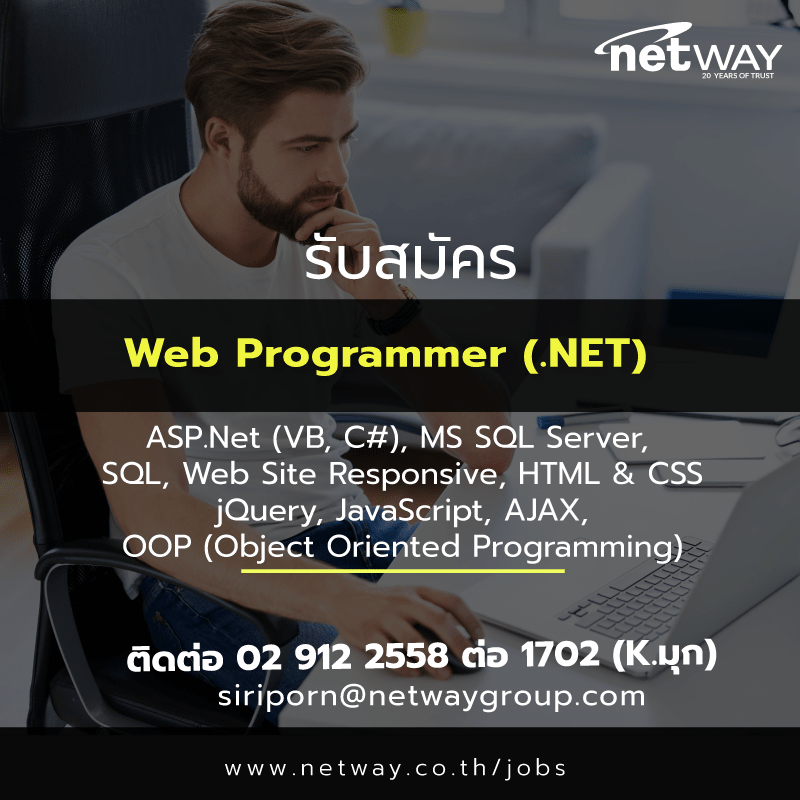 netway
20 YEARS OF TRUST
รับสมัคร
Web Programmer (.NET)
ASP.Net (VB, C#), MS SQL Server,
SQL, Web Site Responsive, HTML & CSS
jQuery, JavaScript, AJAX,
OOP (Object Oriented Programming)
ติดต่อ 02 912 2558 ต่อ 1702 (K.มุก)
siriporn@netwaygroup.com
www.netway.co.th/jobs